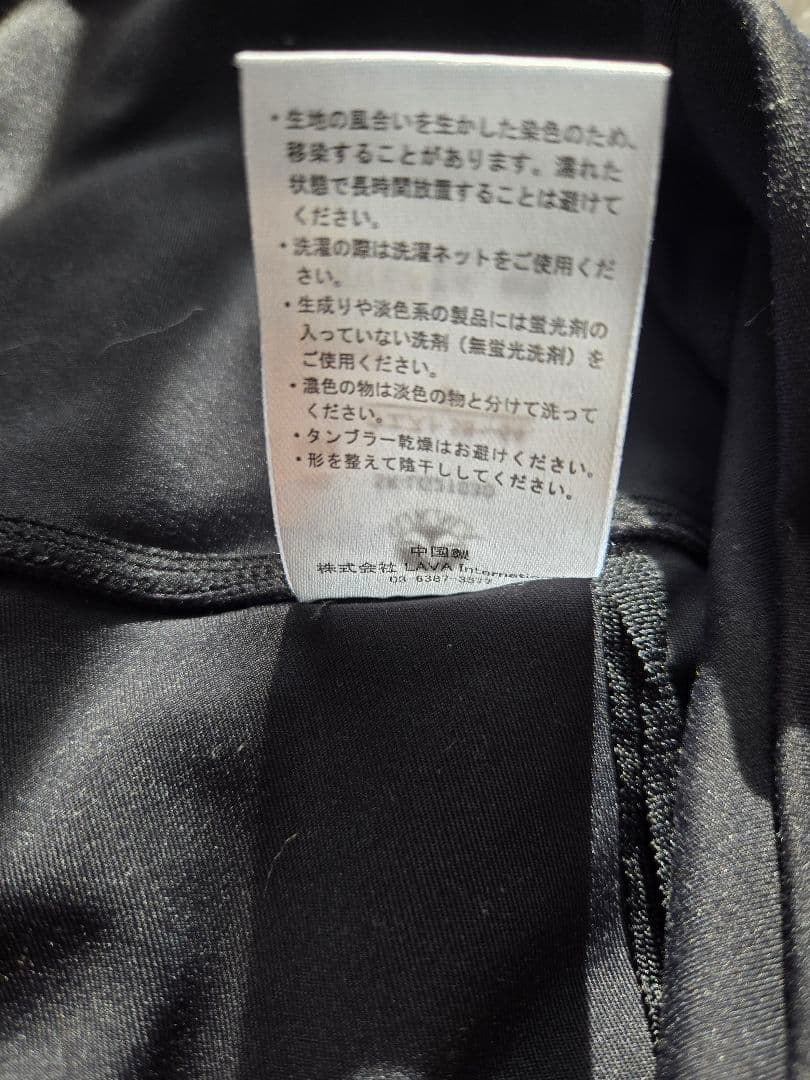 ・生地の風合いを生かした染色のため、
移染することがあります。濡れた
状態で長時間放置することは避けて
ください。
・洗濯の際は洗濯ネットをご使用くだ
さい。
・生成りや淡色系の製品には蛍光剤の
入っていない洗剤（無蛍光洗剤）を
ご使用ください。
・濃色の物は淡色の物と分けて洗って
ください。
・タンブラー乾燥はお避けください。
・形を整えて陰干ししてください。
中国製
株式会社 LAVA Internatio
03 6387-33